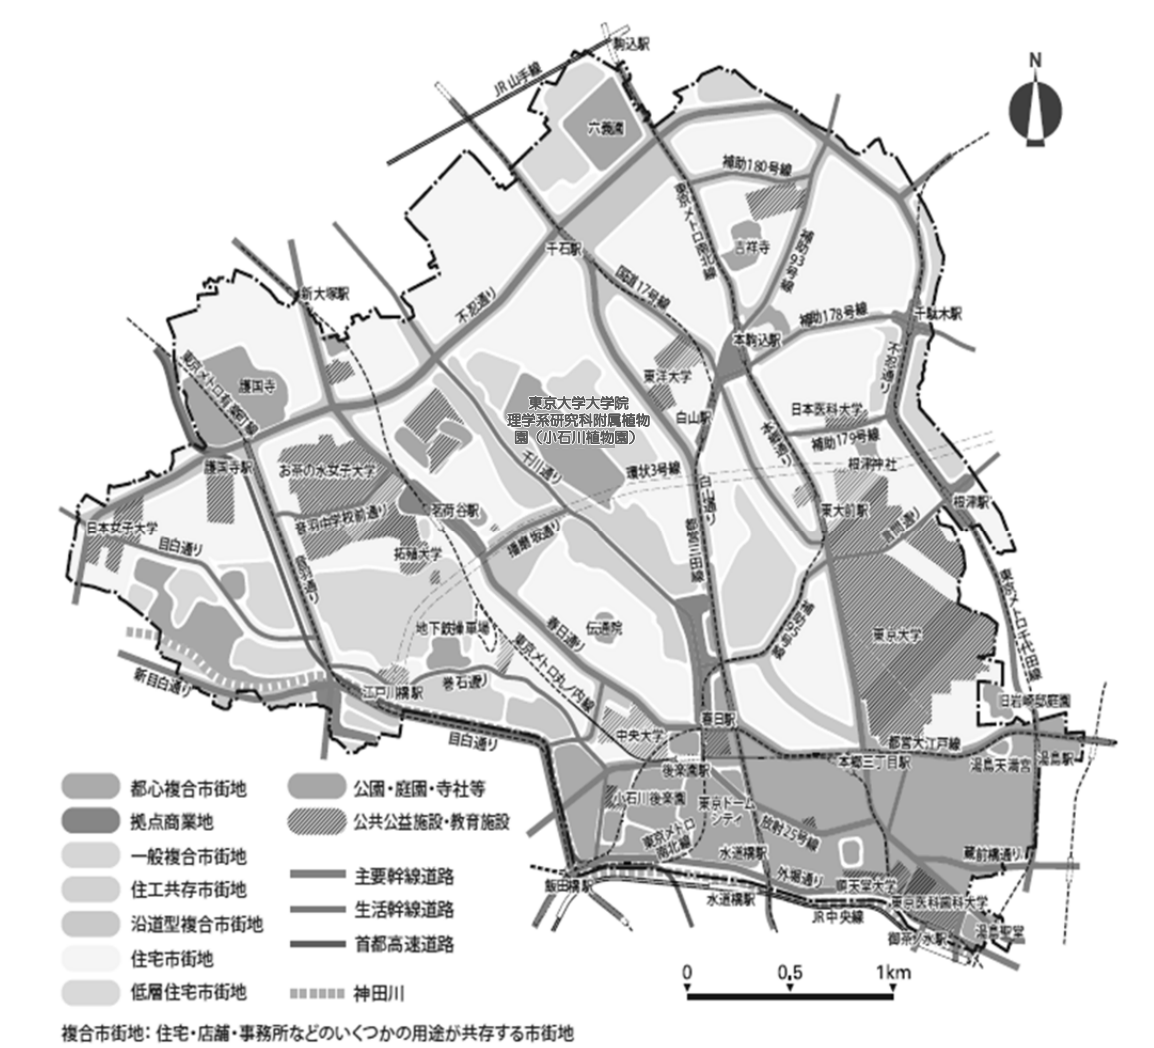 駒込駅
N
JR山手線
六義園
補助180号線
東京メトロ南北線
吉祥寺
補助93号線
千石駅
国道17号線
新大塚駅
不忍通り
補助178号線
千駄木駅
本駒込駅
不忍通り
東京メトロ有楽町線
護国寺
東洋大学
白山駅
東京大学大学院
理学系研究科附属植物
園（小石川植物園）
日本医科大学
本郷通り
補助179号線
護国寺駅
お茶の水女子大学
千川通り
環状3号線
白山通り
根津神社
根津駅
日本女子大学
音羽中学校前通り
茗荷谷駅
東大前駅
言問通り
目白通り
拓殖大学
播磨坂通り
都営三田線
音羽通り
東京メトロ千代田線
補助95号線
地下鉄操車場
春日通り
伝通院
東京大学
東京メトロ丸ノ内線
新目白通り
江戸川橋駅
巻石通り
旧岩崎邸庭園
目白通り
中央大学
春日駅
都営大江戸線
後楽園駅
本郷三丁目駅
湯島天満宮
湯島駅
小石川後楽園
東京ドーム
シティ
放射25号線
東京メトロ
南北線
水道橋駅
蔵前橋通り
外堀通り
飯田橋駅
順天堂大学
水道橋駅
東京医科歯科大学
JR中央線
御茶ノ水駅
湯島聖堂
都心複合市街地
拠点商業地
一般複合市街地
住工共存市街地
沿道型複合市街地
住宅市街地
低層住宅市街地
公園・庭園・寺社等
公共公益施設・教育施設
主要幹線道路
生活幹線道路
首都高速道路
神田川
0 0.5 1km
複合市街地：住宅・店舗・事務所などのいくつかの用途が共存する市街地